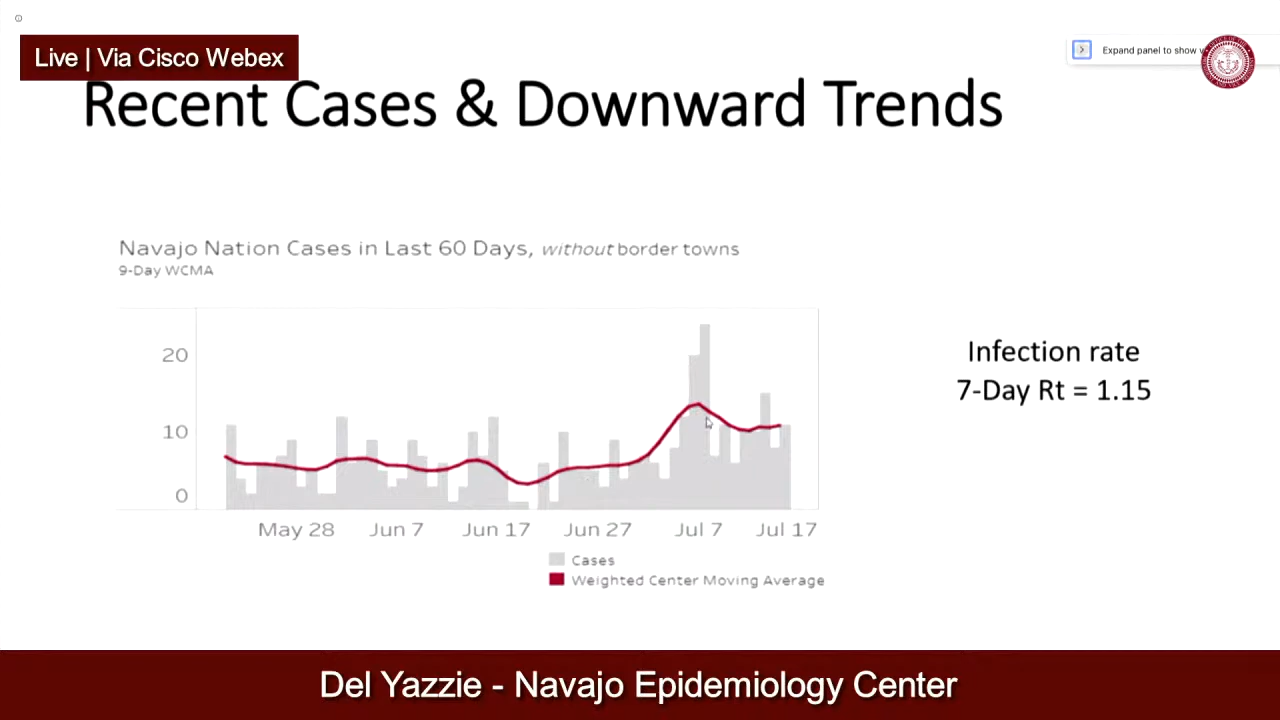 Live | Via Cisco Webex
Expand panel to show
Recent Cases & Downward Trends
Navajo Nation Cases in Last 60 Days, without border towns
9-Day WCMA
20
10
0
May 28 Jun 7 Jun 17 Jun 27 Jul 7 Jul 17
Cases
Weighted Center Moving Average
Infection rate
7-Day Rt = 1.15
Del Yazzie - Navajo Epidemiology Center